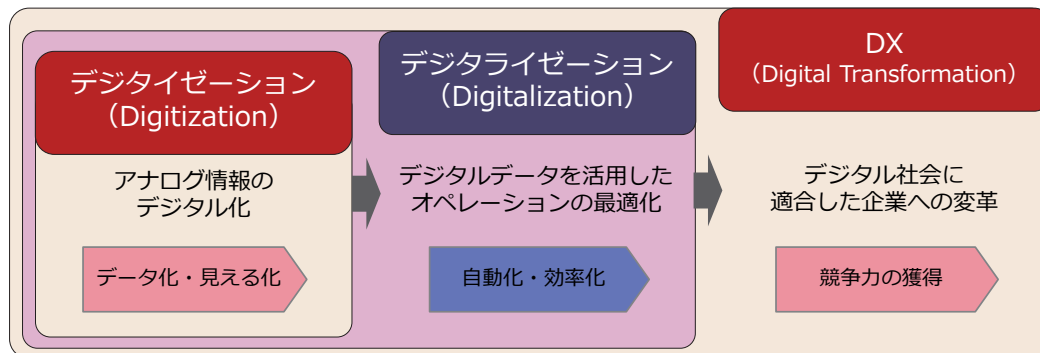 デジタイゼーション
（Digitization）
アナログ情報の
デジタル化
データ化・見える化
デジタライゼーション
（Digitalization）
デジタルデータを活用した
オペレーションの最適化
自動化・効率化
DX
（Digital Transformation）
デジタル社会に
適合した企業への変革
競争力の獲得